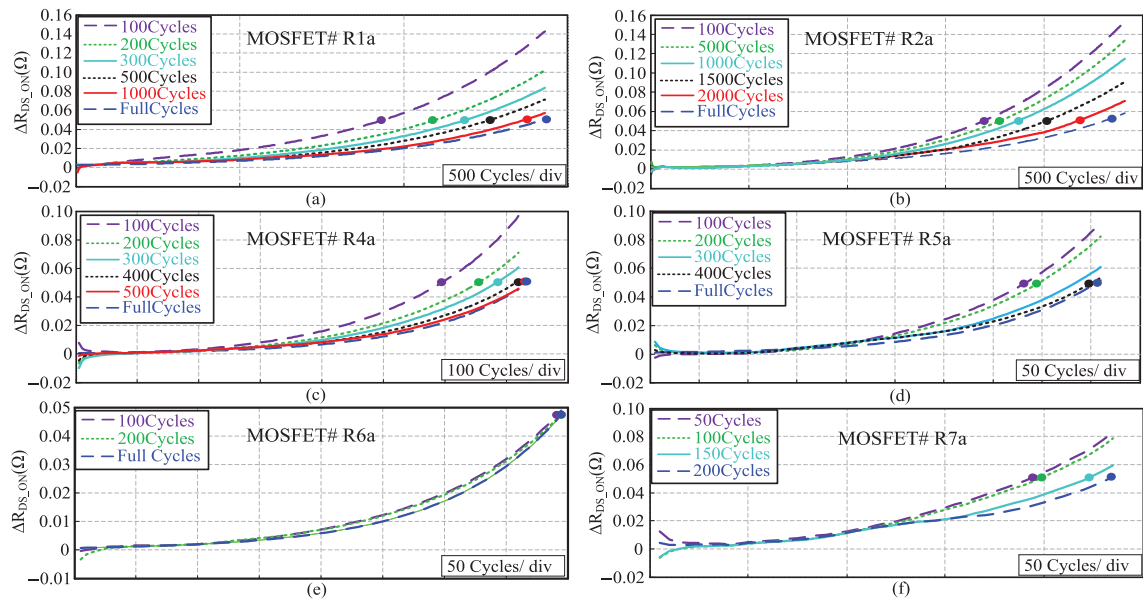 0.16
0.14
0.12
0.10
0.08
0.06
0.04
0.02
0
−0.02
ΔR_DS_ON(Ω)
100Cycles
200Cycles
300Cycles
500Cycles
1000Cycles
FullCycles
MOSFET# R1a
500 Cycles/ div
(a)
0.16
0.14
0.12
0.10
0.08
0.06
0.04
0.02
0
−0.02
ΔR_DS_ON(Ω)
100Cycles
500Cycles
1000Cycles
1500Cycles
2000Cycles
FullCycles
MOSFET# R2a
500 Cycles/ div
(b)
0.10
0.08
0.06
0.04
0.02
0
−0.02
ΔR_DS_ON(Ω)
100Cycles
200Cycles
300Cycles
400Cycles
500Cycles
FullCycles
MOSFET# R4a
100 Cycles/ div
(c)
0.10
0.08
0.06
0.04
0.02
0
−0.02
ΔR_DS_ON(Ω)
100Cycles
200Cycles
300Cycles
400Cycles
FullCycles
MOSFET# R5a
50 Cycles/ div
(d)
0.05
0.04
0.03
0.02
0.01
0
−0.01
ΔR_DS_ON(Ω)
100Cycles
200Cycles
Full Cycles
MOSFET# R6a
50 Cycles/ div
(e)
0.10
0.08
0.06
0.04
0.02
0
−0.02
ΔR_DS_ON(Ω)
50Cycles
100Cycles
150Cycles
200Cycles
MOSFET# R7a
50 Cycles/ div
(f)